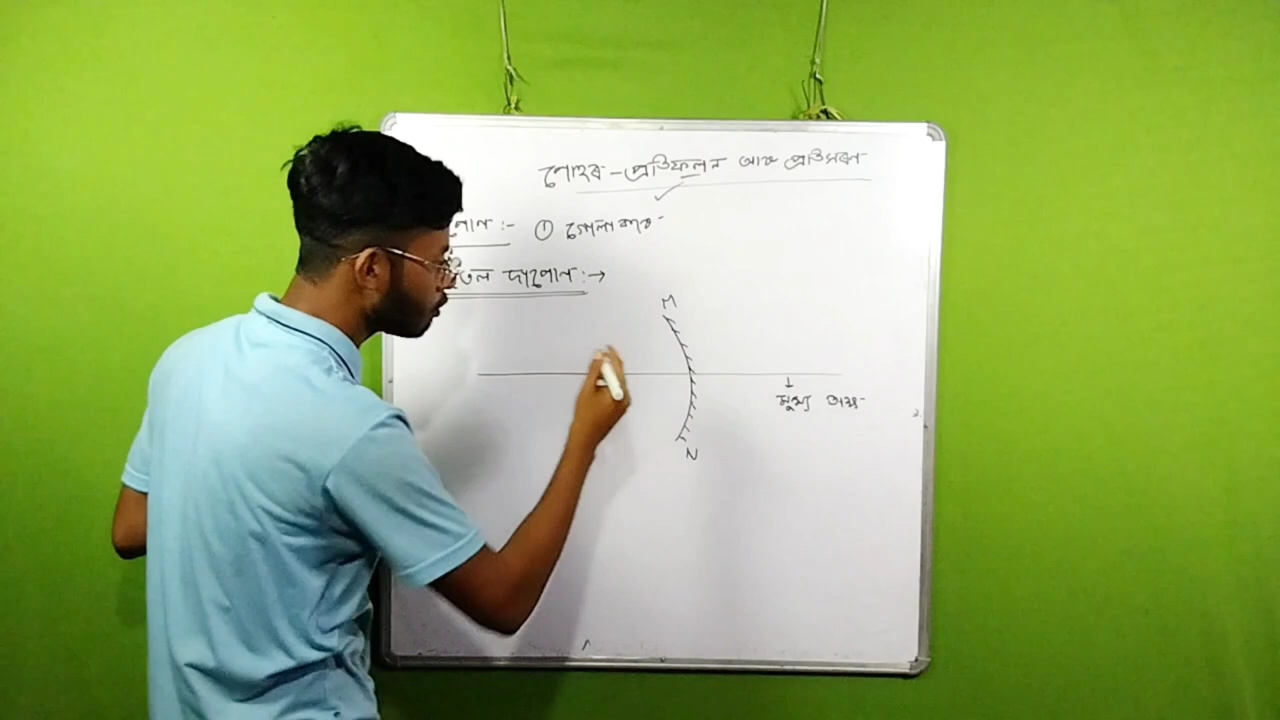 পোহৰ - প্ৰতিফলন আৰু প্ৰতিসৰণ
:- ① গোলাকাৰ
দাপোন :→
M
মুখ্য অক্ষ
N